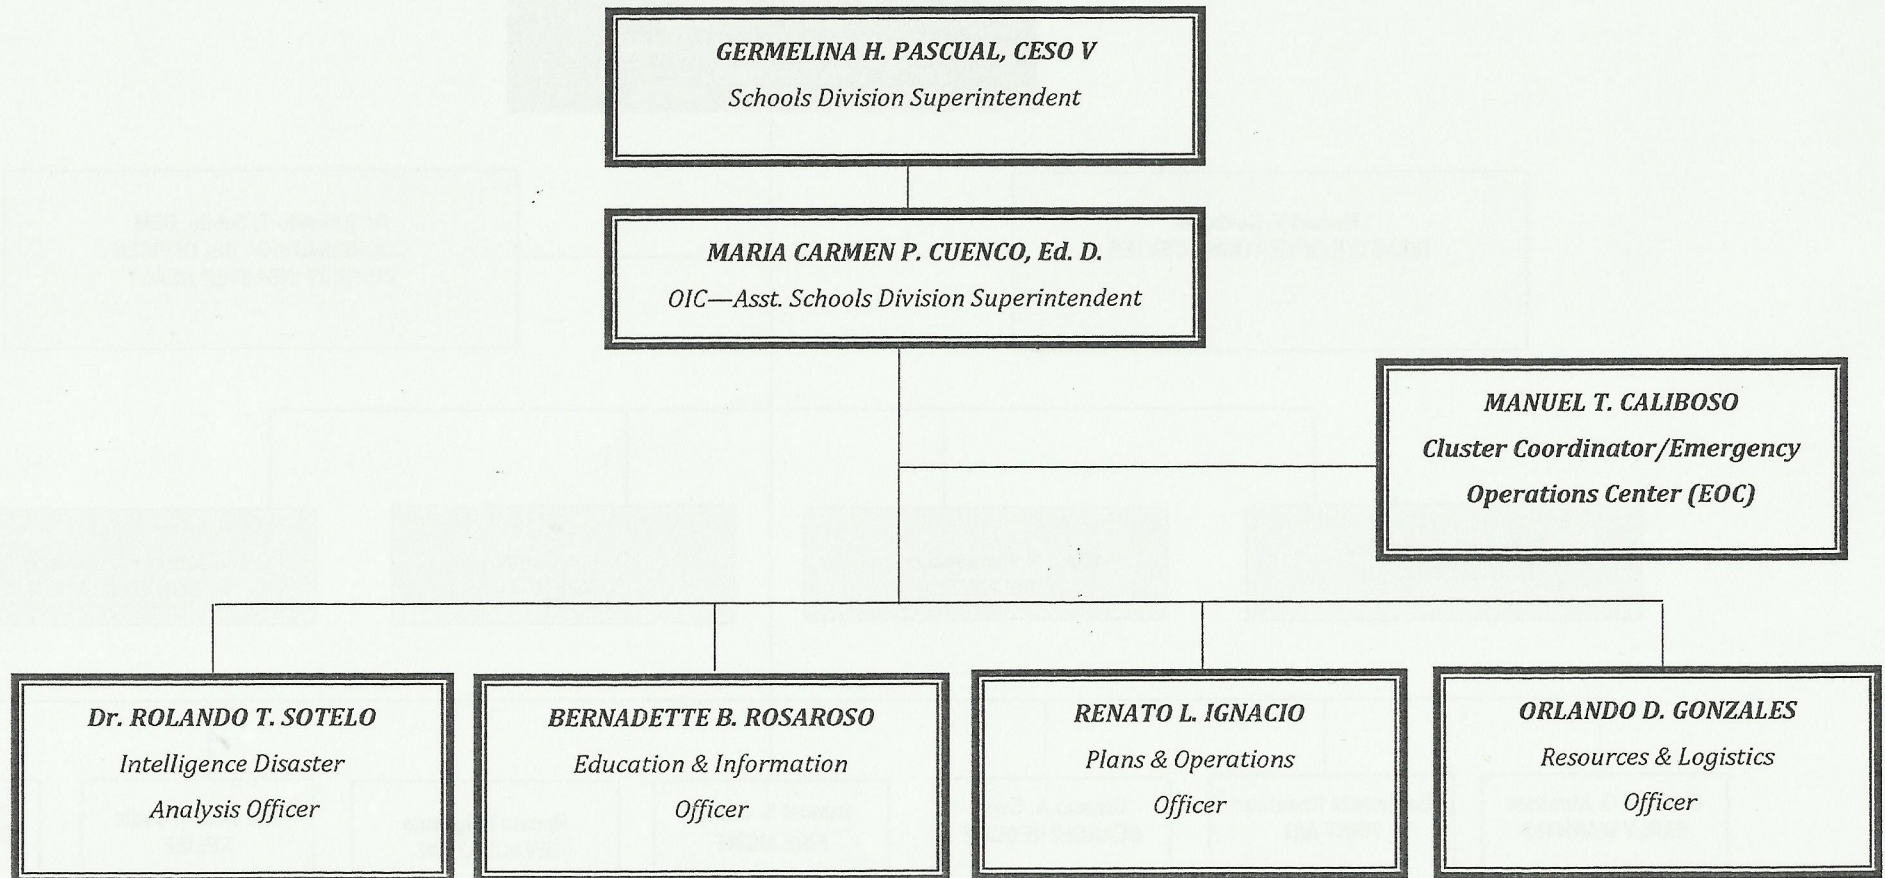 GERMELINA H. PASCUAL, CESO V
Schools Division Superintendent
MARIA CARMEN P. CUENCO, Ed. D.
OIC—Asst. Schools Division Superintendent
MANUEL T. CALIBOSO
Cluster Coordinator/Emergency
Operations Center (EOC)
Dr. ROLANDO T. SOTELO
Intelligence Disaster
Analysis Officer
BERNADETTE B. ROSAROSO
Education & Information
Officer
RENATO L. IGNACIO
Plans & Operations
Officer
ORLANDO D. GONZALES
Resources & Logistics
Officer